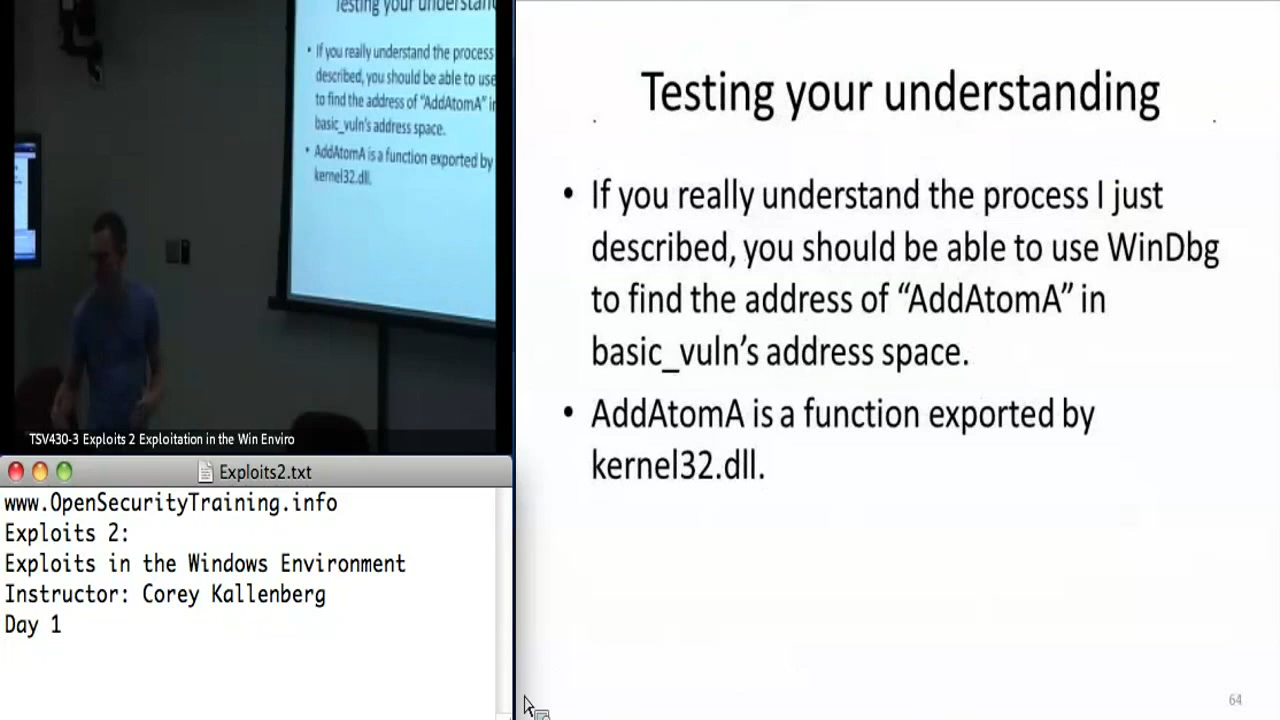 Testing your understan
• If you really understand the process
described, you should be able to use
to find the address of "AddAtomA" in
basic_vuln's address space.
• AddAtomA is a function exported by
kernel32.dll.
TSV430-3 Exploits 2 Exploitation in the Win Enviro
Exploits2.txt
www.OpenSecurityTraining.info
Exploits 2:
Exploits in the Windows Environment
Instructor: Corey Kallenberg
Day 1
Testing your understanding
• If you really understand the process I just
described, you should be able to use WinDbg
to find the address of “AddAtomA” in
basic_vuln’s address space.
• AddAtomA is a function exported by
kernel32.dll.
64